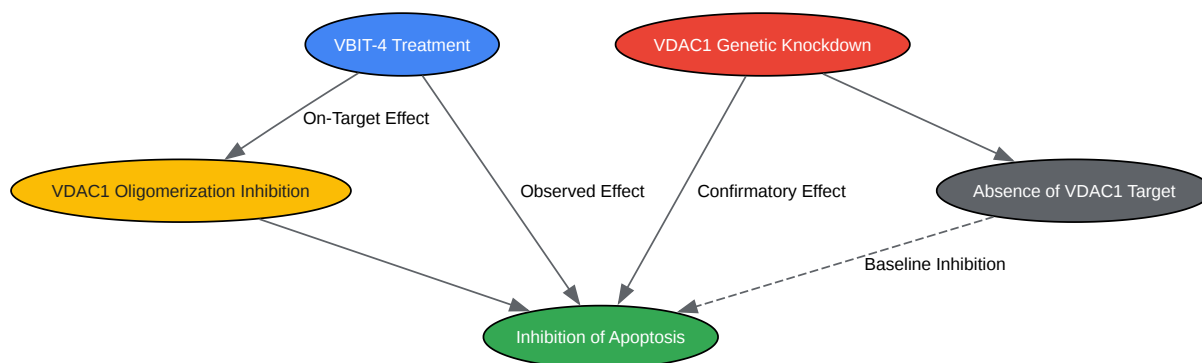 VBIT-4 Treatment
VDAC1 Genetic Knockdown
On-Target Effect
VDAC1 Oligomerization Inhibition
Observed Effect
Confirmatory Effect
Absence of VDAC1 Target
Baseline Inhibition
Inhibition of Apoptosis